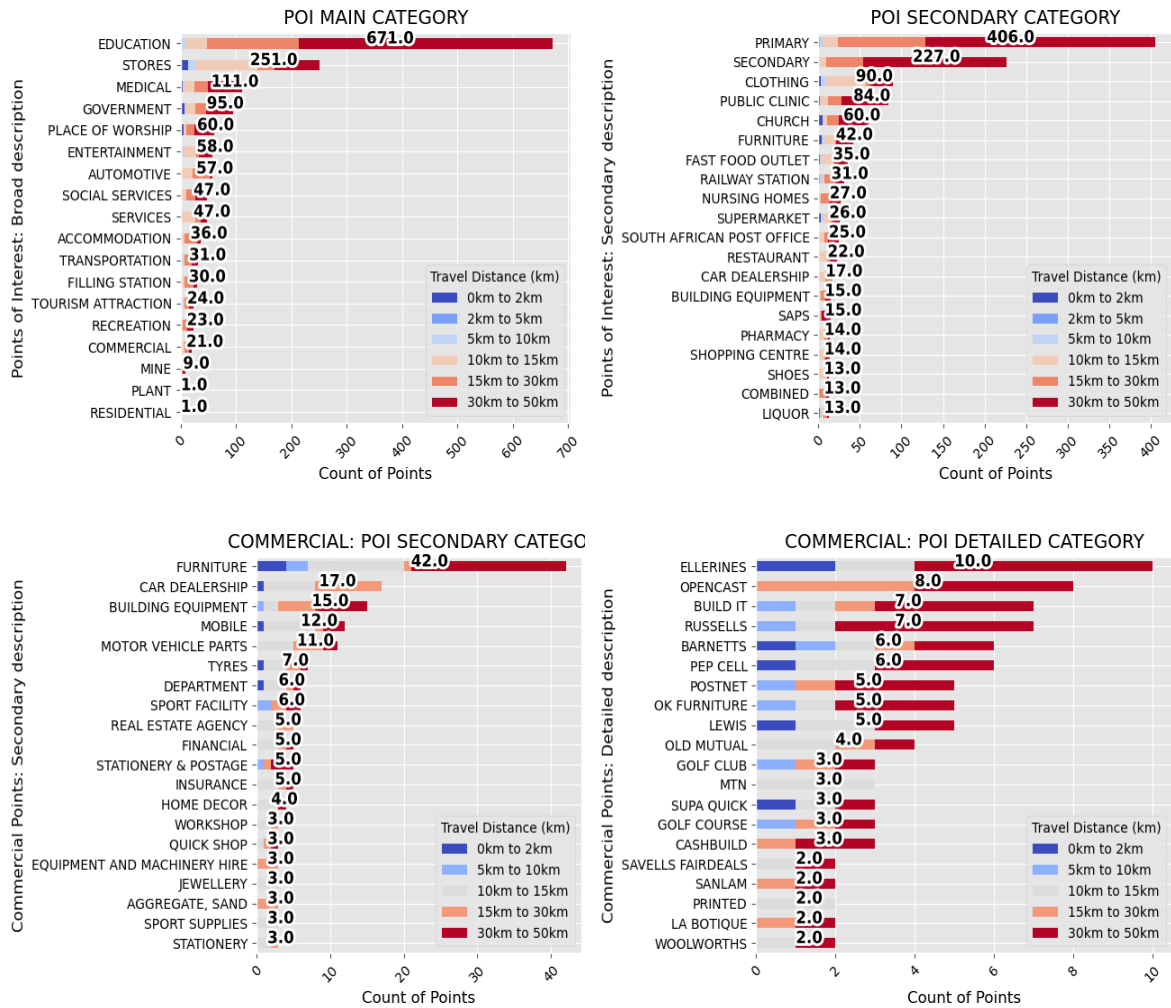 POI MAIN CATEGORY
Points of Interest: Broad description
EDUCATION 671.0
STORES 251.0
MEDICAL 111.0
GOVERNMENT 95.0
PLACE OF WORSHIP 60.0
ENTERTAINMENT 58.0
AUTOMOTIVE 57.0
SOCIAL SERVICES 47.0
SERVICES 47.0
ACCOMMODATION 36.0
TRANSPORTATION 31.0
FILLING STATION 30.0
TOURISM ATTRACTION 24.0
RECREATION 23.0
COMMERCIAL 21.0
MINE 9.0
PLANT 1.0
RESIDENTIAL 1.0
Travel Distance (km)
0km to 2km
2km to 5km
5km to 10km
10km to 15km
15km to 30km
30km to 50km
0 100 200 300 400 500 600 700
Count of Points
POI SECONDARY CATEGORY
Points of Interest: Secondary description
PRIMARY 406.0
SECONDARY 227.0
CLOTHING 90.0
PUBLIC CLINIC 84.0
CHURCH 60.0
FURNITURE 42.0
FAST FOOD OUTLET 35.0
RAILWAY STATION 31.0
NURSING HOMES 27.0
SUPERMARKET 26.0
SOUTH AFRICAN POST OFFICE 25.0
RESTAURANT 22.0
CAR DEALERSHIP 17.0
BUILDING EQUIPMENT 15.0
SAPS 15.0
PHARMACY 14.0
SHOPPING CENTRE 14.0
SHOES 13.0
COMBINED 13.0
LIQUOR 13.0
Travel Distance (km)
0km to 2km
2km to 5km
5km to 10km
10km to 15km
15km to 30km
30km to 50km
0 50 100 150 200 250 300 350 400
Count of Points
COMMERCIAL: POI SECONDARY CATEGO
Commercial Points: Secondary description
FURNITURE 42.0
CAR DEALERSHIP 17.0
BUILDING EQUIPMENT 15.0
MOBILE 12.0
MOTOR VEHICLE PARTS 11.0
TYRES 7.0
DEPARTMENT 6.0
SPORT FACILITY 6.0
REAL ESTATE AGENCY 5.0
FINANCIAL 5.0
STATIONERY & POSTAGE 5.0
INSURANCE 5.0
HOME DECOR 4.0
WORKSHOP 3.0
QUICK SHOP 3.0
EQUIPMENT AND MACHINERY HIRE 3.0
JEWELLERY 3.0
AGGREGATE, SAND 3.0
SPORT SUPPLIES 3.0
STATIONERY 3.0
Travel Distance (km)
0km to 2km
5km to 10km
10km to 15km
15km to 30km
30km to 50km
0 10 20 30 40
Count of Points
COMMERCIAL: POI DETAILED CATEGORY
Commercial Points: Detailed description
ELLERINES 10.0
OPENCAST 8.0
BUILD IT 7.0
RUSSELLS 7.0
BARNETTS 6.0
PEP CELL 6.0
POSTNET 5.0
OK FURNITURE 5.0
LEWIS 5.0
OLD MUTUAL 4.0
GOLF CLUB 3.0
MTN 3.0
SUPA QUICK 3.0
GOLF COURSE 3.0
CASHBUILD 3.0
SAVELLS FAIRDEALS 2.0
SANLAM 2.0
PRINTED 2.0
LA BOTIQUE 2.0
WOOLWORTHS 2.0
Travel Distance (km)
0km to 2km
5km to 10km
10km to 15km
15km to 30km
30km to 50km
0 2 4 6 8 10
Count of Points